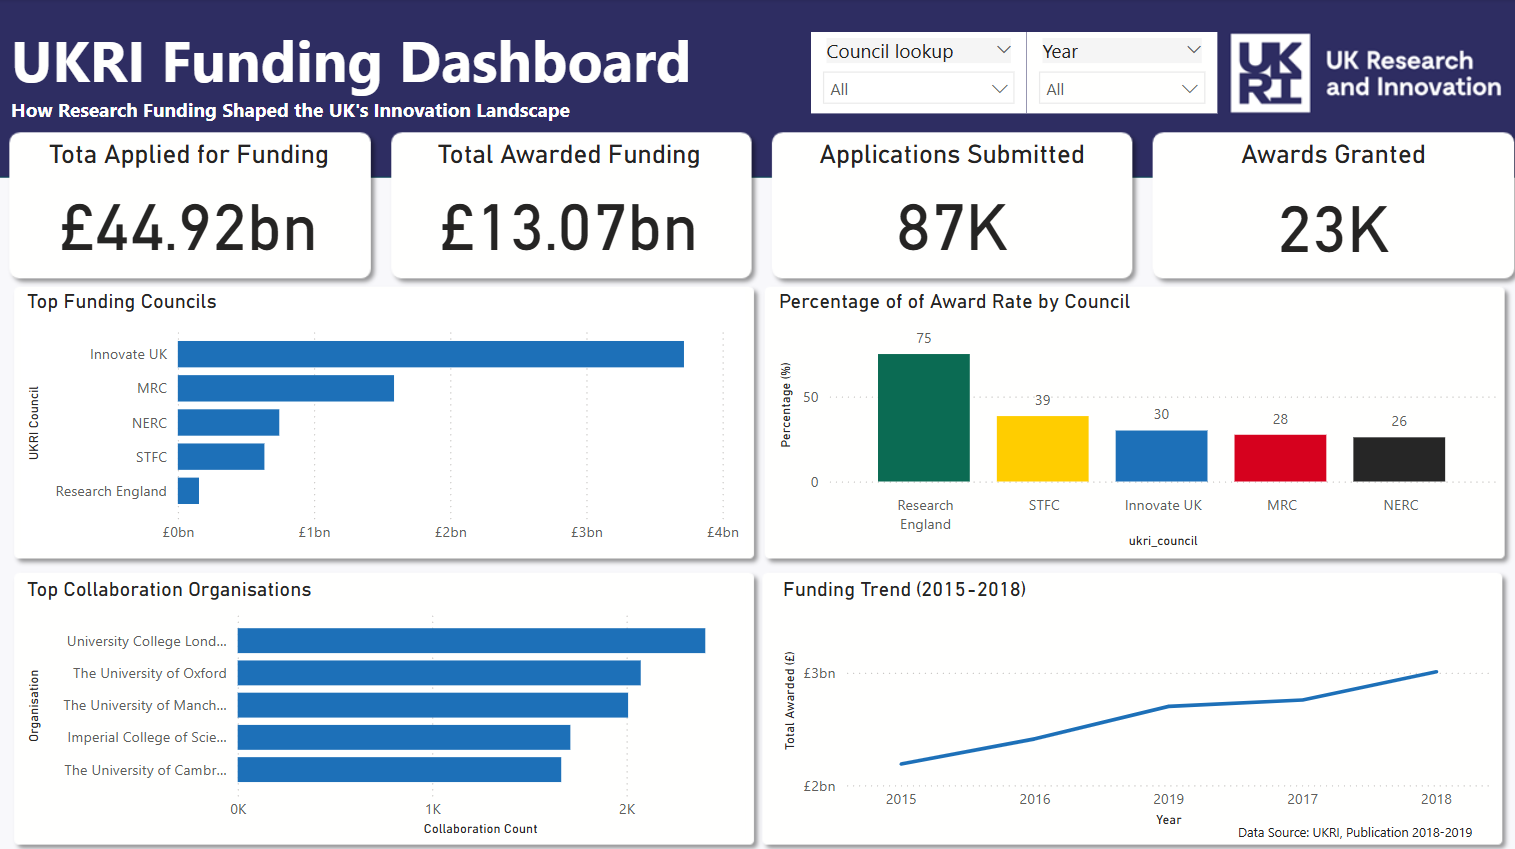 UKRI Funding Dashboard
How Research Funding Shaped the UK's Innovation Landscape
Council lookup
All
Year
All
UK
RI
UK Research
and Innovation
Tota Applied for Funding
£44.92bn
Total Awarded Funding
£13.07bn
Applications Submitted
87K
Awards Granted
23K
Top Funding Councils
UKRI Council
Innovate UK
MRC
NERC
STFC
Research England
£0bn
£1bn
£2bn
£3bn
£4bn
Percentage of of Award Rate by Council
Percentage (%)
50
0
75
39
30
28
26
Research
England
STFC
Innovate UK
MRC
NERC
ukri_council
Top Collaboration Organisations
Organisation
University College Lond...
The University of Oxford
The University of Manch...
Imperial College of Scie...
The University of Cambr...
0K
1K
2K
Collaboration Count
Funding Trend (2015-2018)
Total Awarded (£)
£3bn
£2bn
2015
2016
2019
2017
2018
Year
Data Source: UKRI, Publication 2018-2019